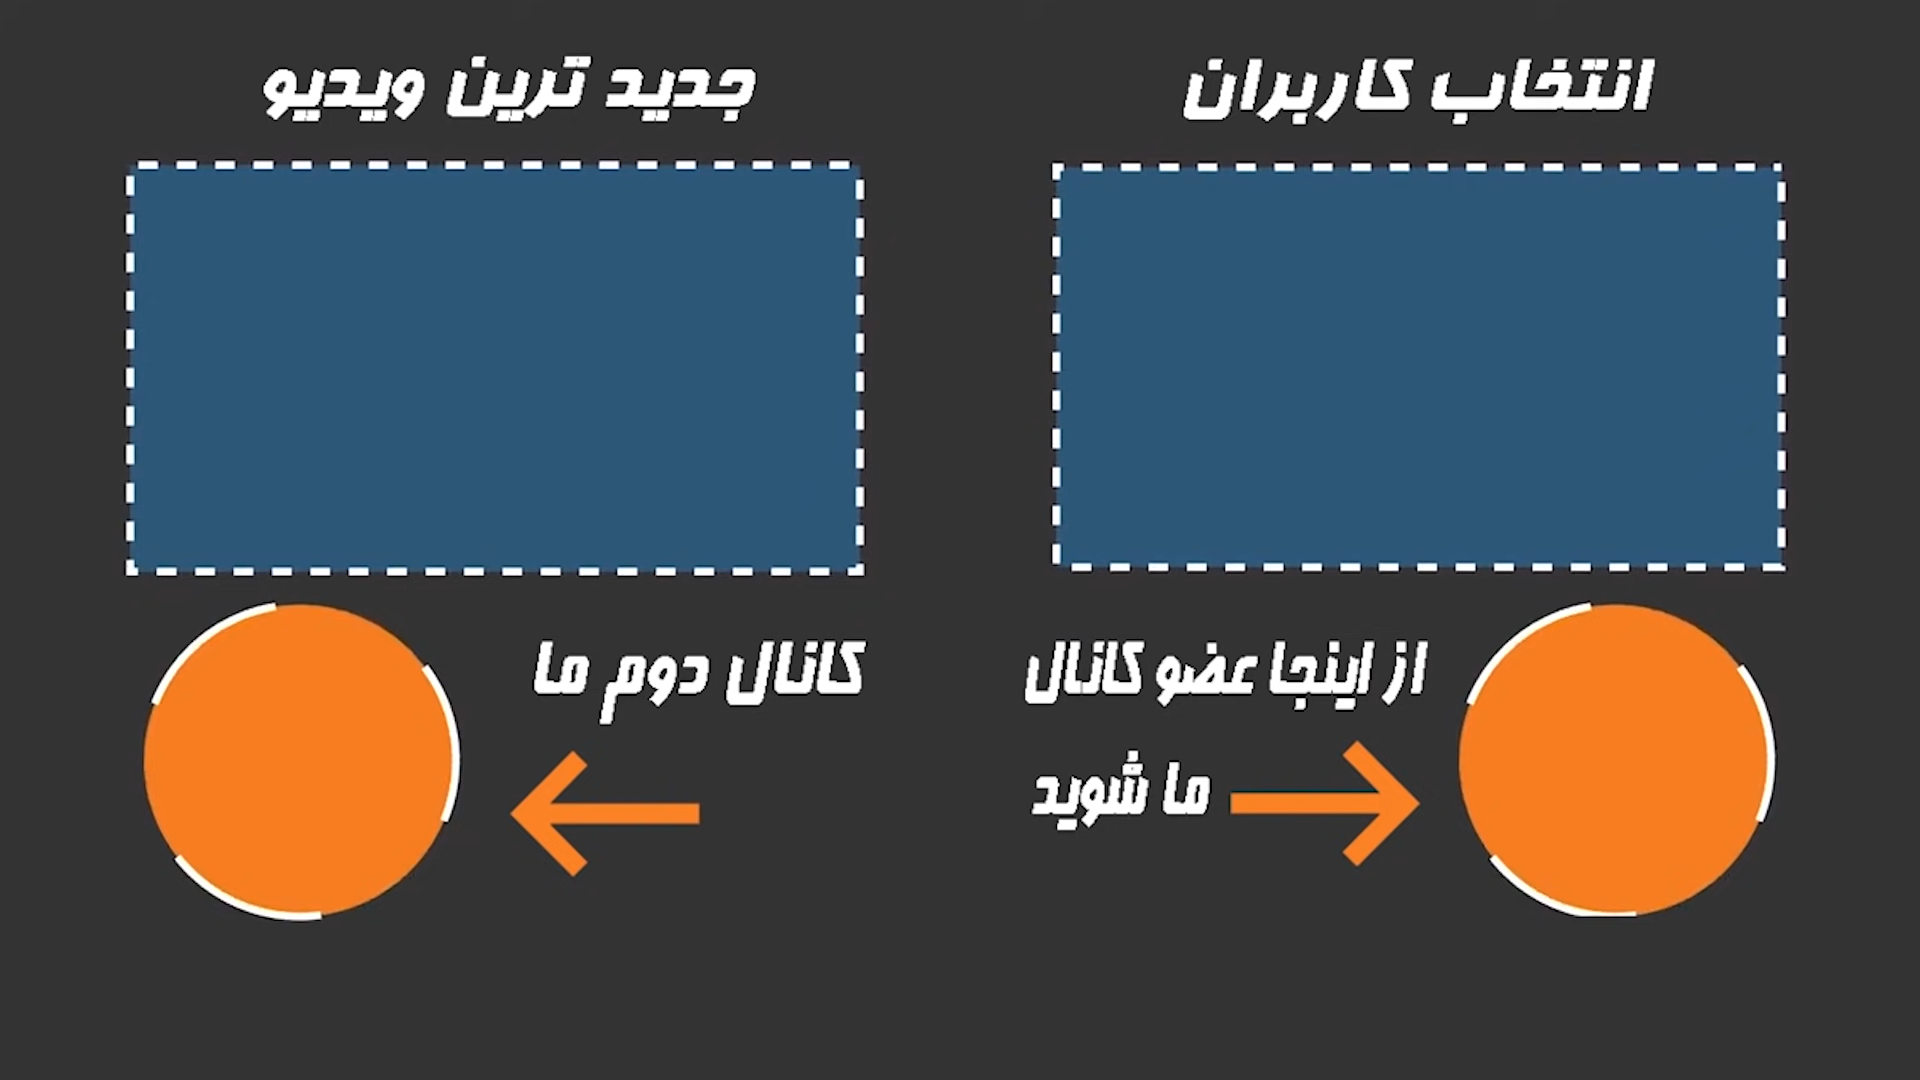 انتخاب کاربران
جدید ترین ویدیو
از اینجا عضو کانال
ما شوید
کانال دوم ما